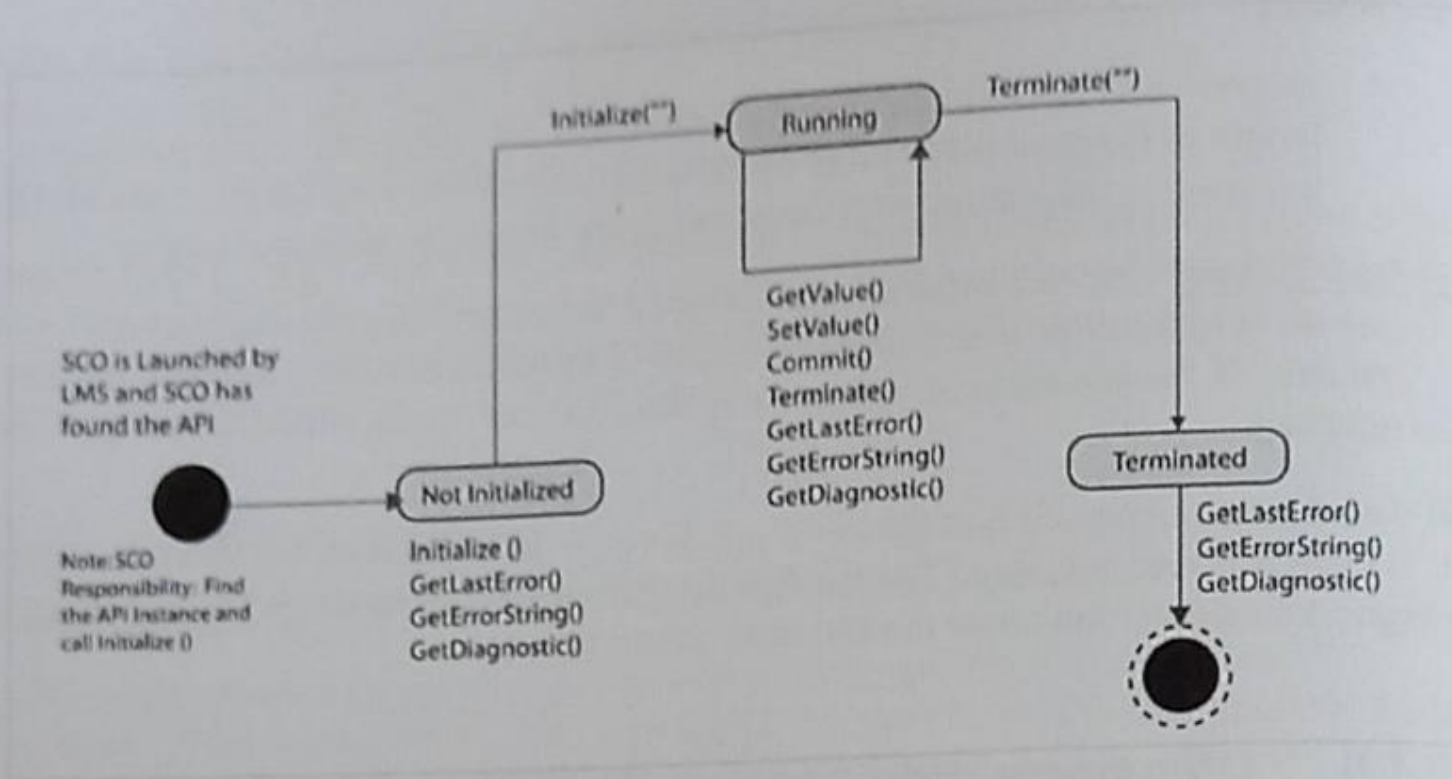 Initialize("")
Running
Terminate("")
GetValue()
SetValue()
Commit()
Terminate()
GetLastError()
GetErrorString()
GetDiagnostic()
SCO is Launched by
LMS and SCO has
found the API
Not Initialized
Note: SCO
Responsibility: Find
the API Instance and
call Initialize ()
Initialize ()
GetLastError()
GetErrorString()
GetDiagnostic()
Terminated
GetLastError()
GetErrorString()
GetDiagnostic()